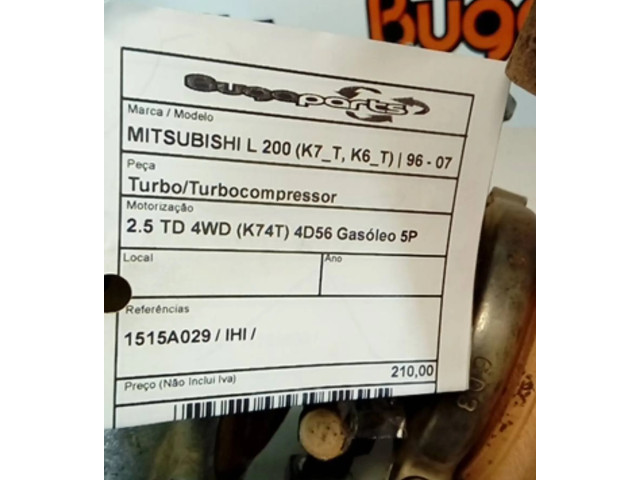 Buga
Bugaparts
Marca / Modelo
MITSUBISHI L 200 (K7_T, K6_T) | 96 - 07
Peça
Turbo/Turbocompressor
Motorização
2.5 TD 4WD (K74T) 4D56 Gasóleo 5P
Local
Ano
Referências
1515A029 / IHI /
Preço (Não Inclui Iva)
210,00